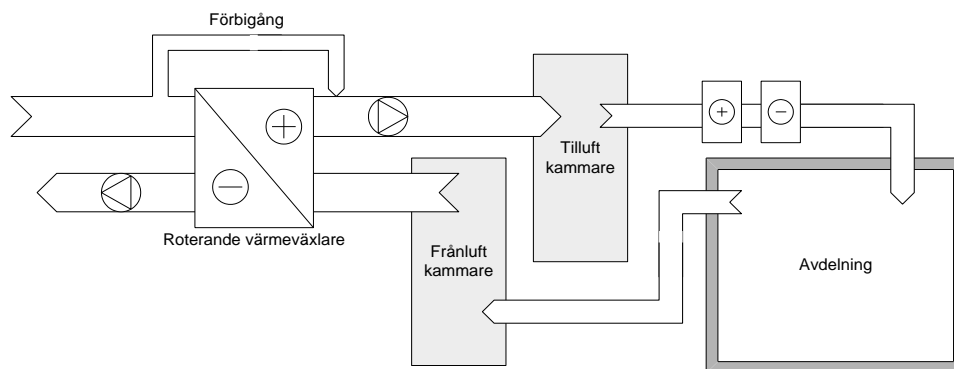 Förbigång
Tilluft
kammare
Roterande värmeväxlare
Frånluft
kammare
Avdelning